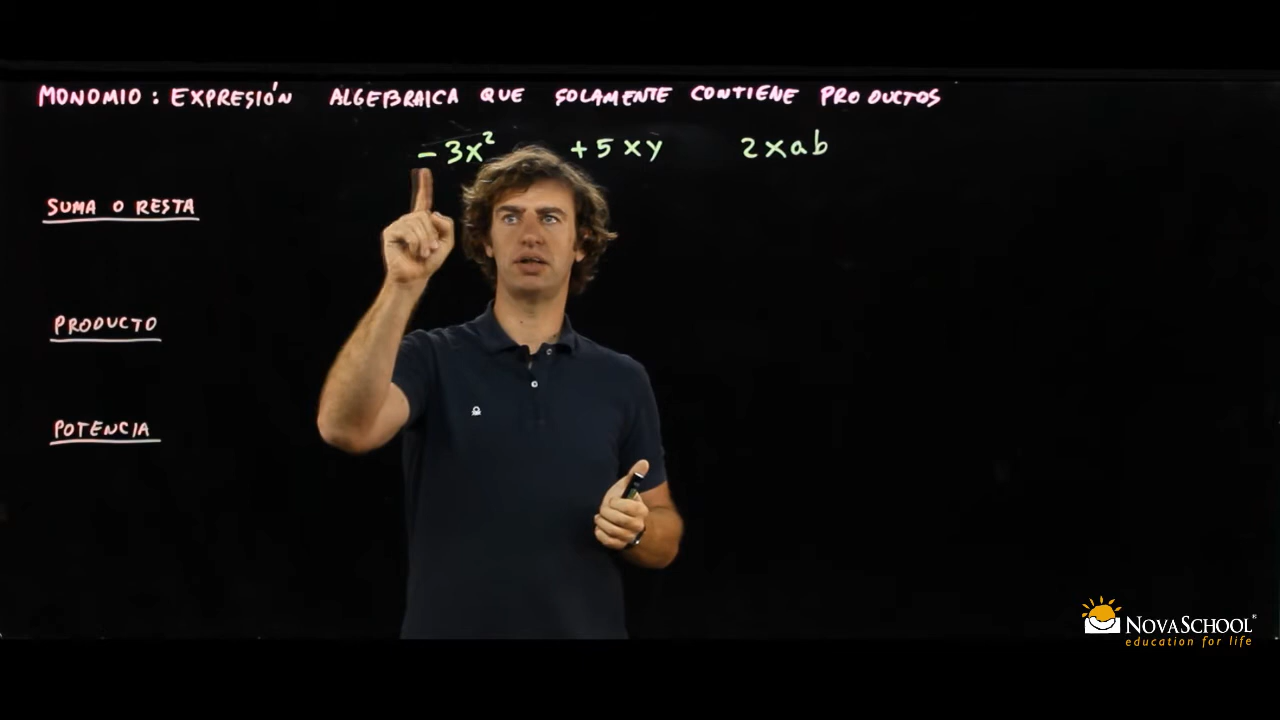 MONOMIO: EXPRESIÓN ALGEBRAICA QUE SOLAMENTE CONTIENE PRODUCTOS
-3x² +5xy 2xab
SUMA O RESTA
PRODUCTO
POTENCIA
NOVASCHOOL®
education for life